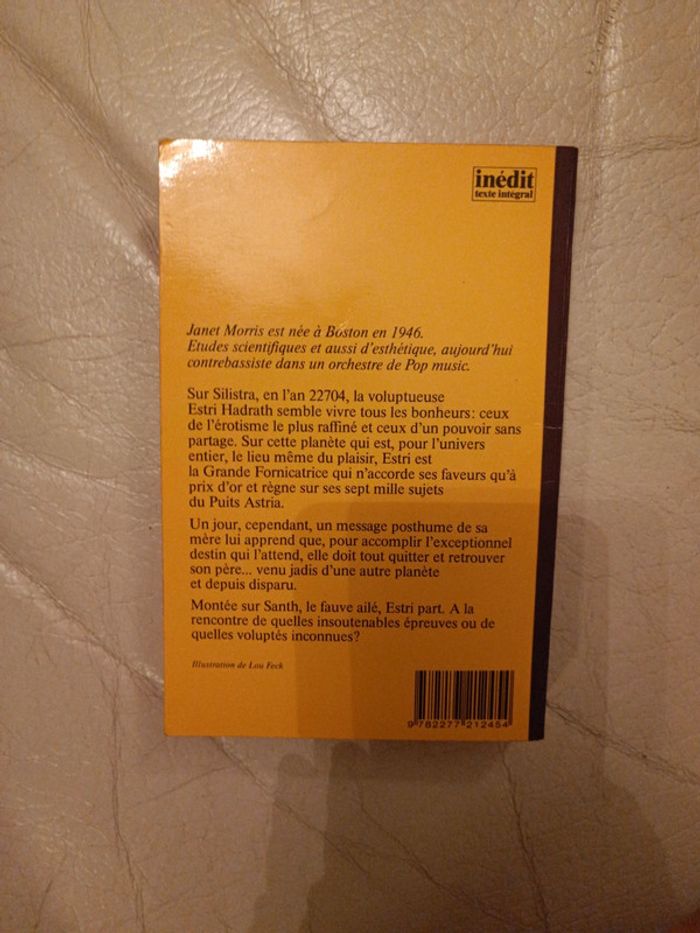 inédit
texte intégral
Janet Morris est née à Boston en 1946.
Etudes scientifiques et aussi d'esthétique, aujourd'hui
contrebassiste dans un orchestre de Pop music.
Sur Silistra, en l'an 22704, la voluptueuse
Estri Hadrath semble vivre tous les bonheurs: ceux
de l'érotisme le plus raffiné et ceux d'un pouvoir sans
partage. Sur cette planète qui est, pour l'univers
entier, le lieu même du plaisir, Estri est
la Grande Fornicatrice qui n'accorde ses faveurs qu'à
prix d'or et règne sur ses sept mille sujets
du Puits Astria.
Un jour, cependant, un message posthume de sa
mère lui apprend que, pour accomplir l'exceptionnel
destin qui l'attend, elle doit tout quitter et retrouver
son père... venu jadis d'une autre planète
et depuis disparu.
Montée sur Santh, le fauve ailé, Estri part. A la
rencontre de quelles insoutenables épreuves ou de
quelles voluptés inconnues?
Illustration de Lou Feck
9 782277 212454